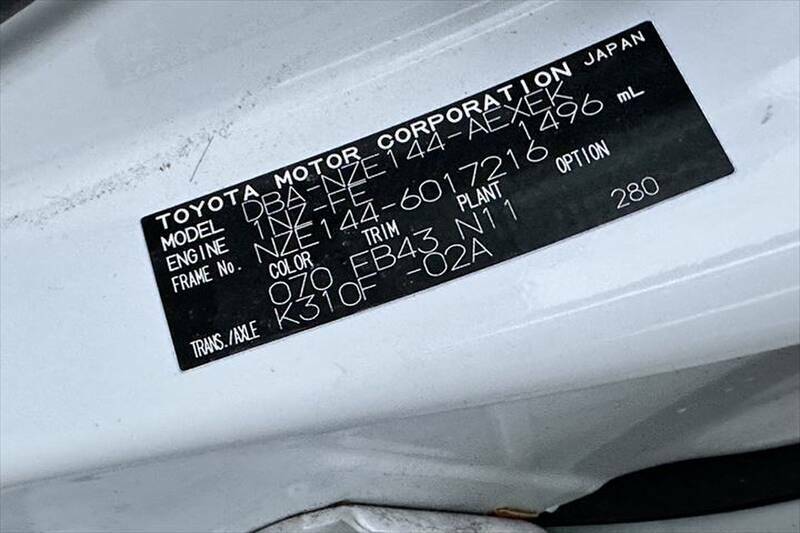 TOYOTA MOTOR CORPORATION JAPAN
MODEL DBA-NZE144-AEXEK
ENGINE 1NZ-FE 1496 mL
FRAME No. NZE144-6017216
COLOR TRIM PLANT OPTION
070 FB43 N11 280
TRANS./AXLE K310F -02A